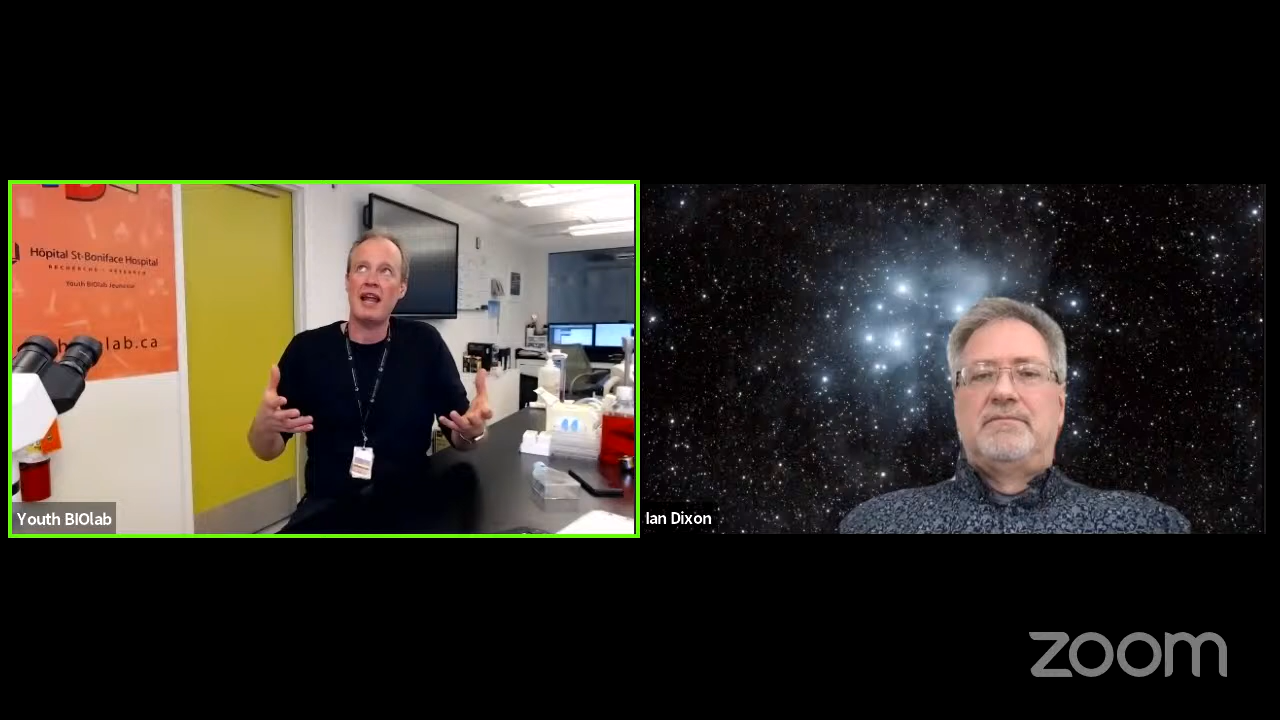 Hôpital St-Boniface Hospital
RECHERCHE • RESEARCH
Youth BIOlab Jeunesse
lab.ca
Youth BIOlab
Ian Dixon
zoom